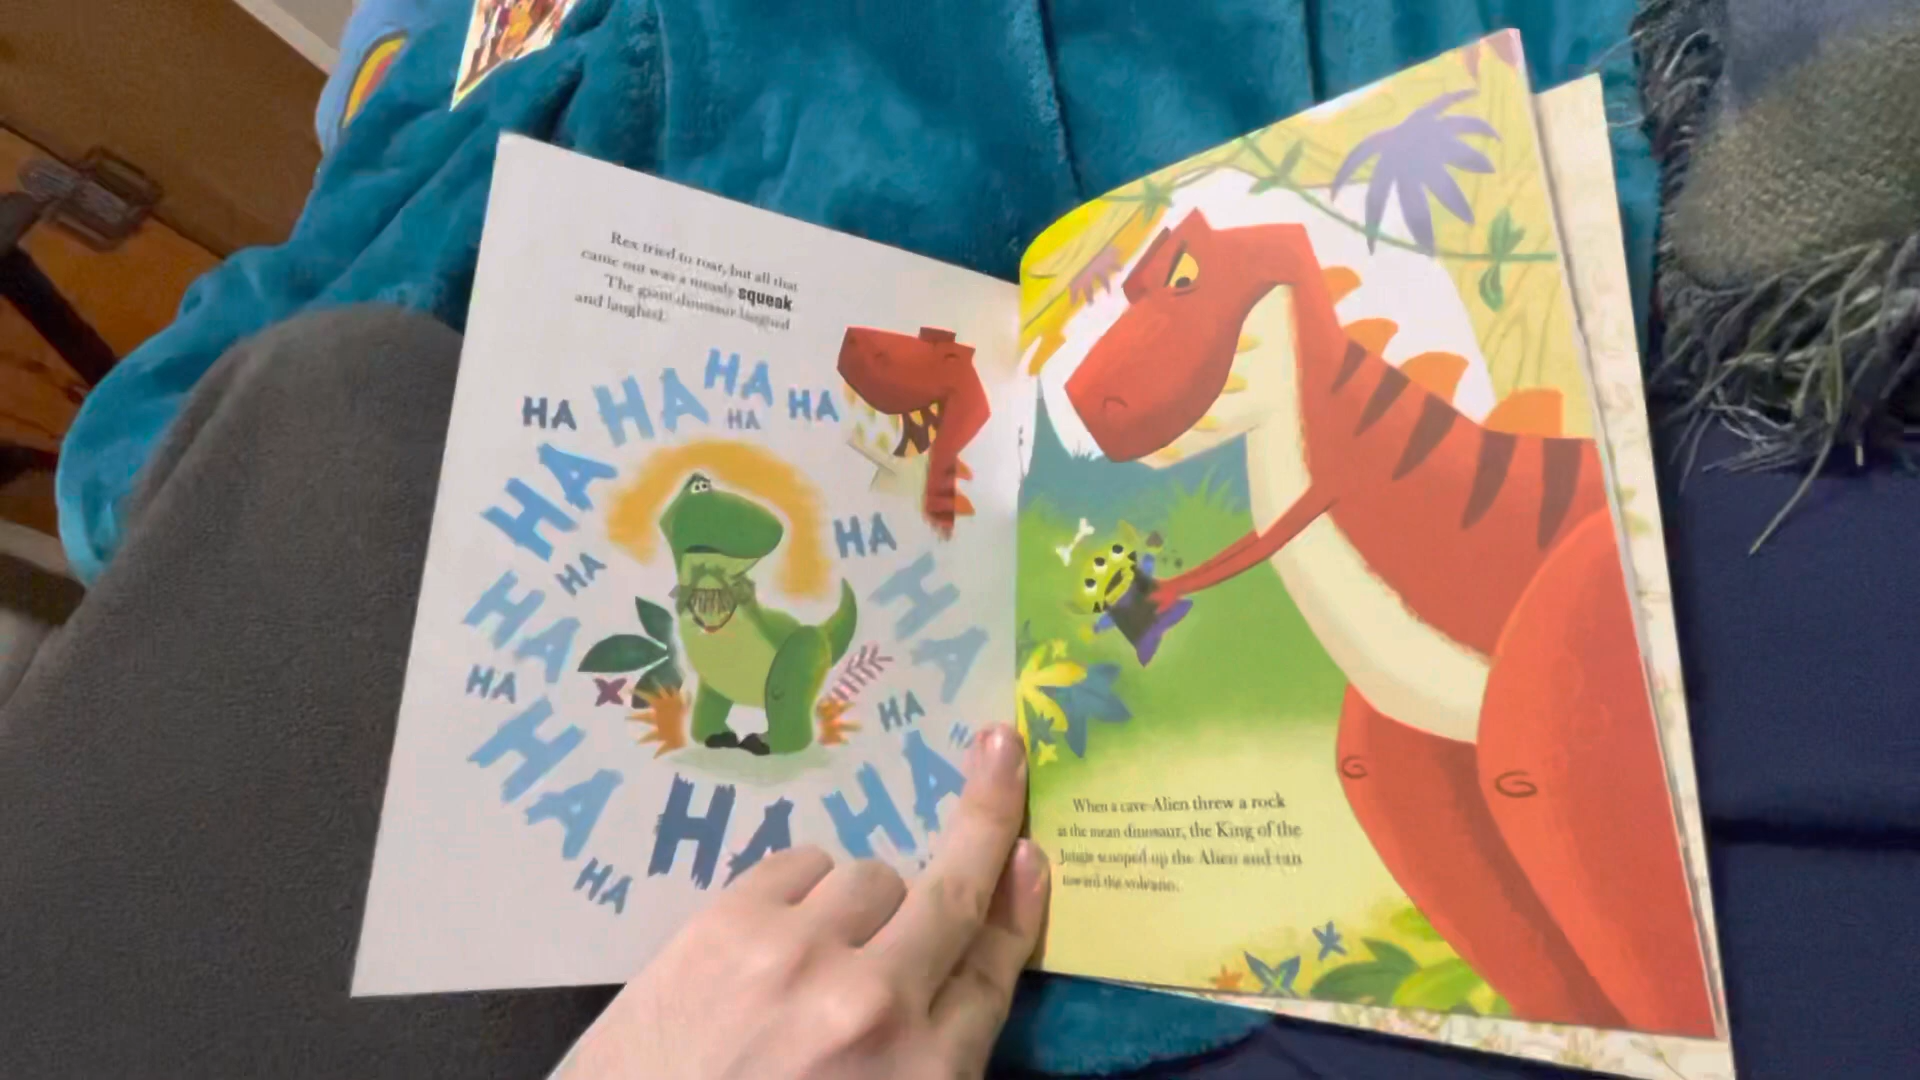 Rex tried to roar, but all that
came out was a measly squeak
The giant dinosaur laughed
and laughed.
HA HA HA HA HA
HA HA
HA HA
HA HA
HA HA
HA
HA HA
HA HA HA
HA
When a cave-Alien threw a rock
at the mean dinosaur, the King of the
Jungle scooped up the Alien and ran
toward the volcano.